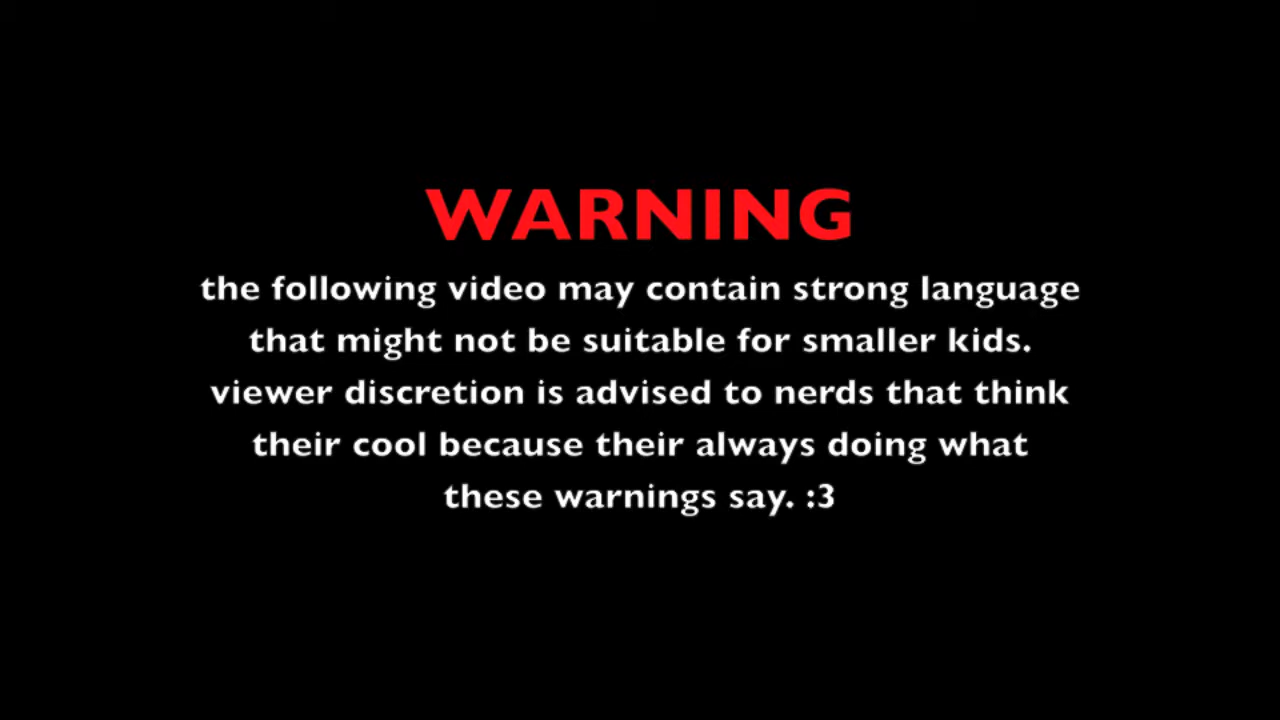 WARNING
the following video may contain strong language
that might not be suitable for smaller kids.
viewer discretion is advised to nerds that think
their cool because their always doing what
these warnings say. :3